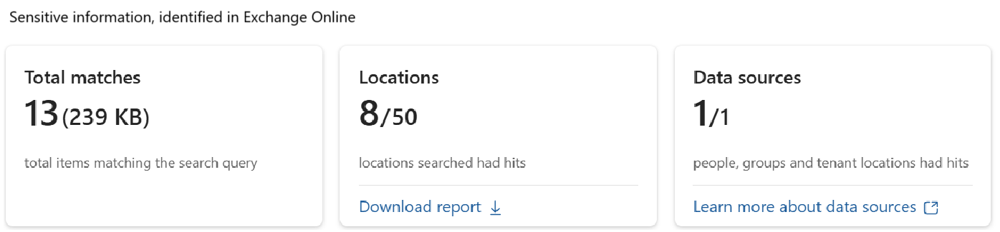 Sensitive information, identified in Exchange Online
Total matches
13 (239 KB)
total items matching the search query
Locations
8/50
locations searched had hits
Download report
Data sources
1/1
people, groups and tenant locations had hits
Learn more about data sources